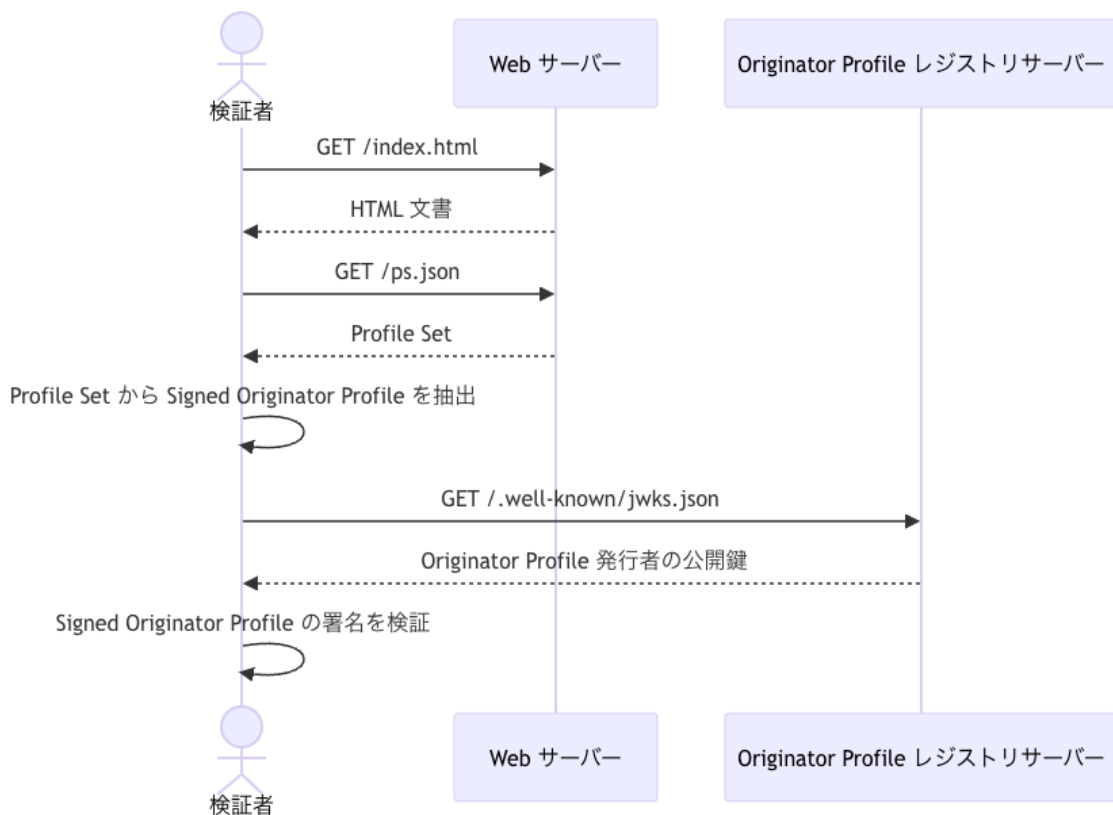 Web サーバー
Originator Profile レジストリサーバー
検証者
GET /index.html
HTML 文書
GET /ps.json
Profile Set
Profile Set から Signed Originator Profile を抽出
GET /.well-known/jwks.json
Originator Profile 発行者の公開鍵
Signed Originator Profile の署名を検証
Web サーバー
Originator Profile レジストリサーバー
検証者